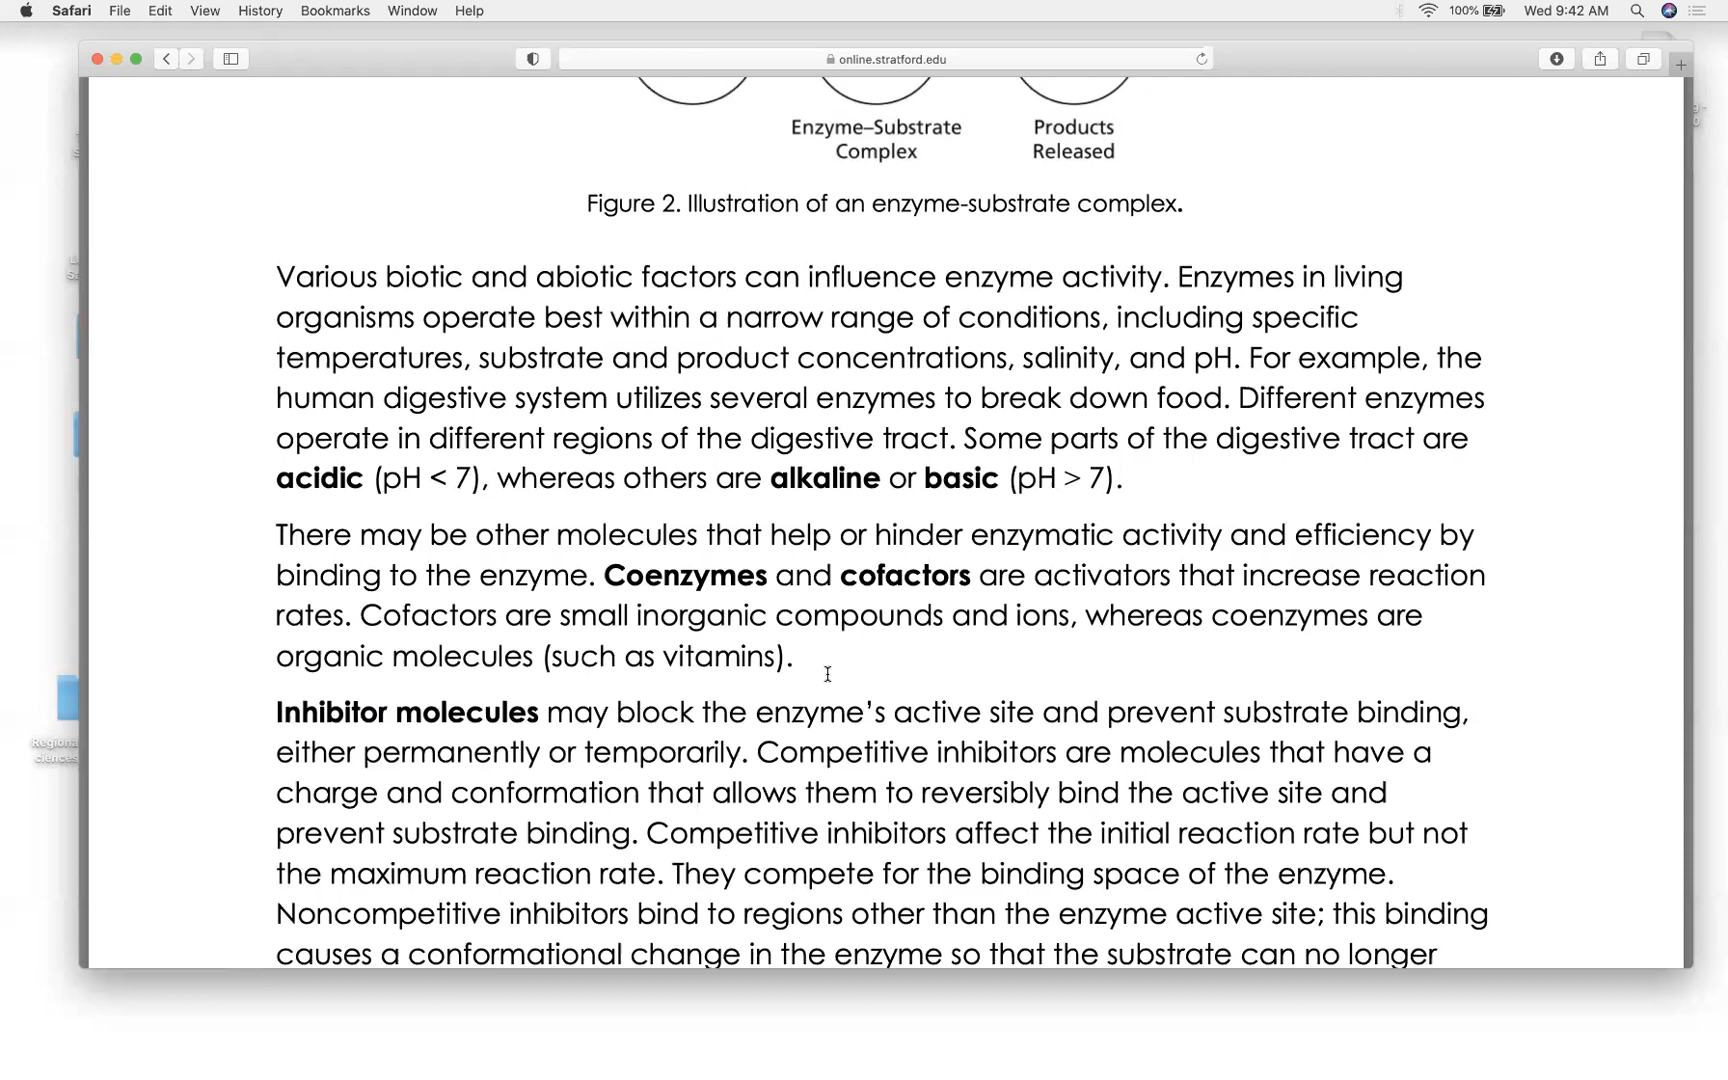 Safari File Edit View History Bookmarks Window Help 100% Wed 9:42 AM
online.stratford.edu
Enzyme–Substrate
Complex
Products
Released
Figure 2. Illustration of an enzyme-substrate complex.
Various biotic and abiotic factors can influence enzyme activity. Enzymes in living
organisms operate best within a narrow range of conditions, including specific
temperatures, substrate and product concentrations, salinity, and pH. For example, the
human digestive system utilizes several enzymes to break down food. Different enzymes
operate in different regions of the digestive tract. Some parts of the digestive tract are
acidic (pH < 7), whereas others are alkaline or basic (pH > 7).
There may be other molecules that help or hinder enzymatic activity and efficiency by
binding to the enzyme. Coenzymes and cofactors are activators that increase reaction
rates. Cofactors are small inorganic compounds and ions, whereas coenzymes are
organic molecules (such as vitamins).
Inhibitor molecules may block the enzyme’s active site and prevent substrate binding,
either permanently or temporarily. Competitive inhibitors are molecules that have a
charge and conformation that allows them to reversibly bind the active site and
prevent substrate binding. Competitive inhibitors affect the initial reaction rate but not
the maximum reaction rate. They compete for the binding space of the enzyme.
Noncompetitive inhibitors bind to regions other than the enzyme active site; this binding
causes a conformational change in the enzyme so that the substrate can no longer
Regiona
ciences